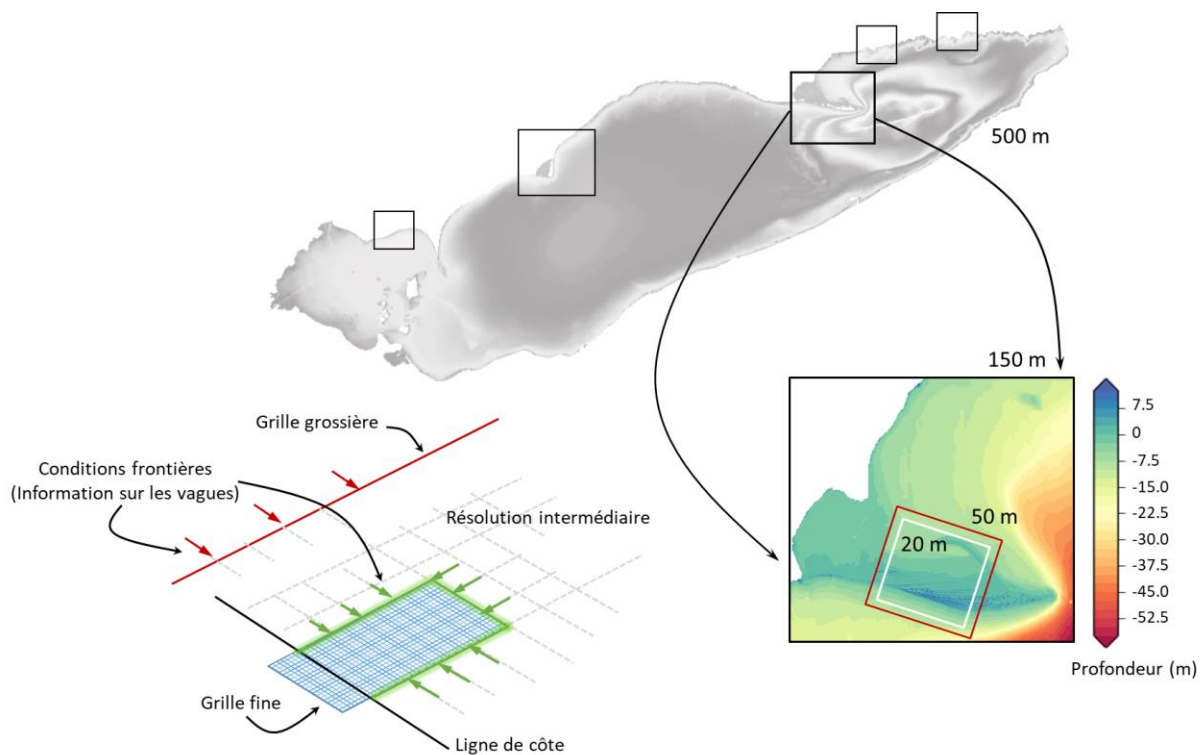 500 m
150 m
Grille grossière
Conditions frontières
(Information sur les vagues)
Résolution intermédiaire
50 m
20 m
7.5
0
-7.5
-15.0
-22.5
-30.0
-37.5
-45.0
-52.5
Profondeur (m)
Grille fine
Ligne de côte